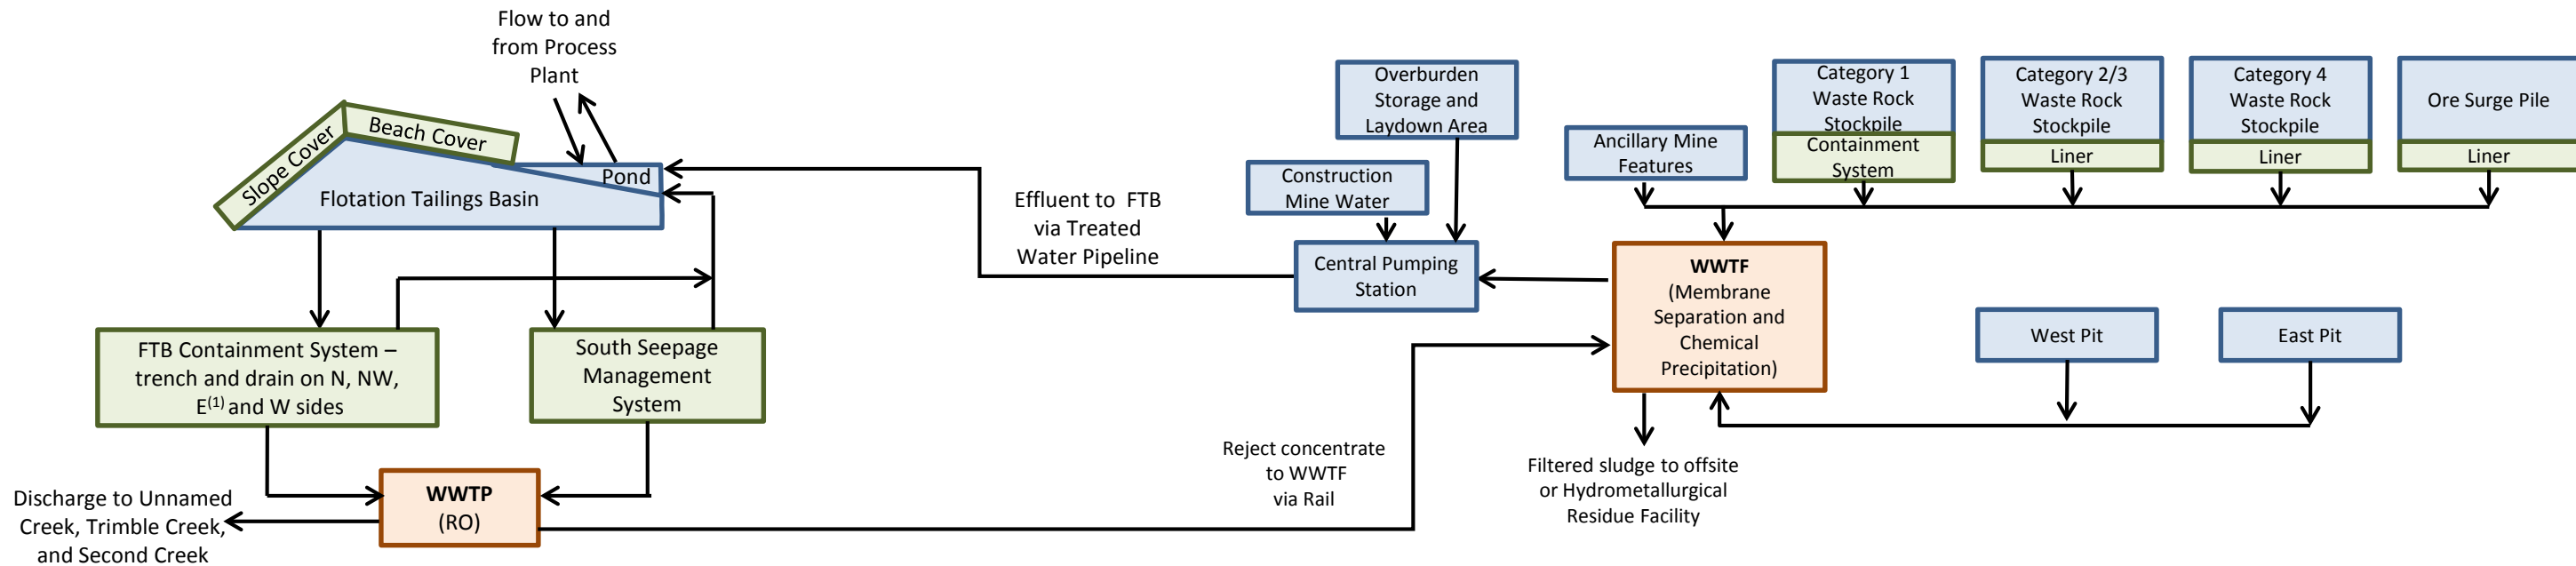 Flow to and
from Process
Plant
Slope Cover
Beach Cover
Pond
Flotation Tailings Basin
FTB Containment System –
trench and drain on N, NW,
E(1) and W sides
South Seepage
Management
System
WWTP
(RO)
Discharge to Unnamed
Creek, Trimble Creek,
and Second Creek
Effluent to FTB
via Treated
Water Pipeline
Reject concentrate
to WWTF
via Rail
Overburden
Storage and
Laydown Area
Construction
Mine Water
Central Pumping
Station
Ancillary Mine
Features
Category 1
Waste Rock
Stockpile
Containment
System
Category 2/3
Waste Rock
Stockpile
Liner
Category 4
Waste Rock
Stockpile
Liner
Ore Surge Pile
Liner
WWTF
(Membrane
Separation and
Chemical
Precipitation)
West Pit
East Pit
Filtered sludge to offsite
or Hydrometallurgical
Residue Facility